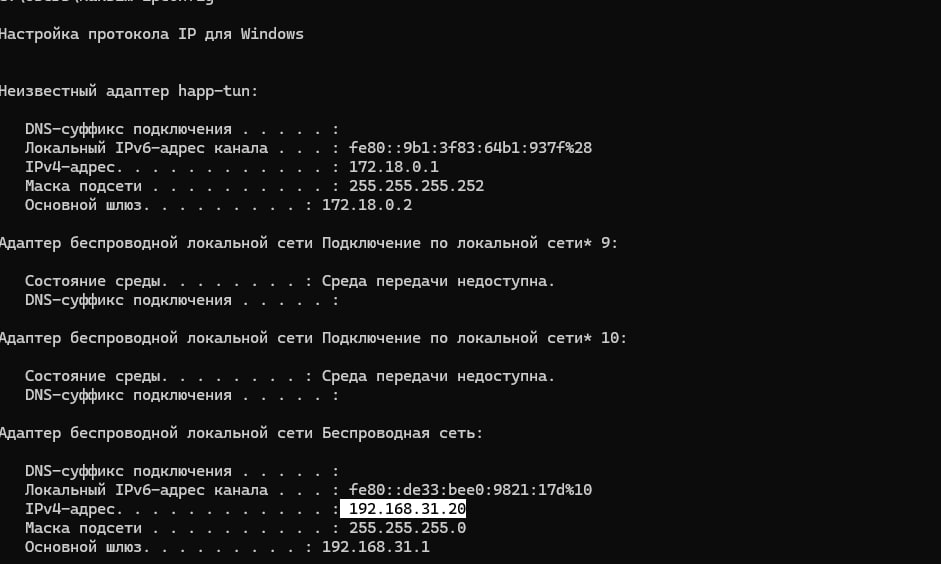 Настройка протокола IP для Windows
Неизвестный адаптер happ-tun:
DNS-суффикс подключения . . . . . :
Локальный IPv6-адрес канала . . . : fe80::9b1:3f83:64b1:937f%28
IPv4-адрес. . . . . . . . . . . . : 172.18.0.1
Маска подсети . . . . . . . . . . : 255.255.255.252
Основной шлюз. . . . . . . . . : 172.18.0.2
Адаптер беспроводной локальной сети Подключение по локальной сети* 9:
Состояние среды. . . . . . . . : Среда передачи недоступна.
DNS-суффикс подключения . . . . . :
Адаптер беспроводной локальной сети Подключение по локальной сети* 10:
Состояние среды. . . . . . . . : Среда передачи недоступна.
DNS-суффикс подключения . . . . . :
Адаптер беспроводной локальной сети Беспроводная сеть:
DNS-суффикс подключения . . . . . :
Локальный IPv6-адрес канала . . . : fe80::de33:bee0:9821:17d%10
IPv4-адрес. . . . . . . . . . . . : 192.168.31.20
Маска подсети . . . . . . . . . . : 255.255.255.0
Основной шлюз. . . . . . . . . : 192.168.31.1